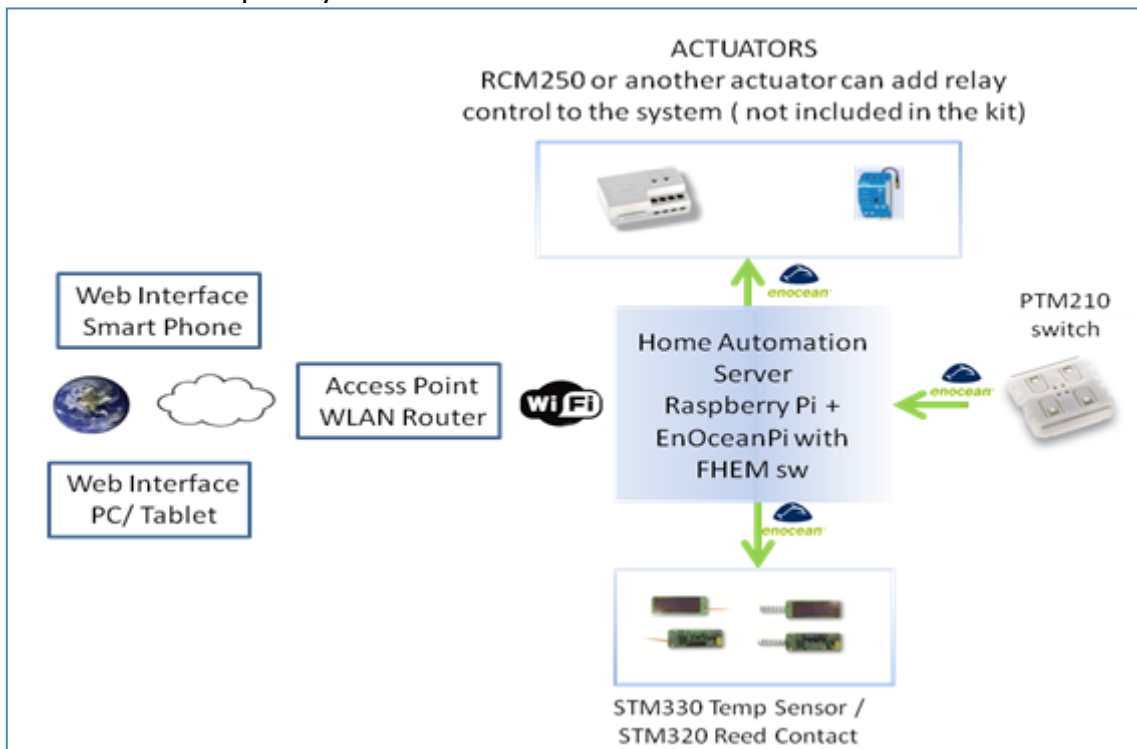 ACTUATORS
RCM250 or another actuator can add relay
control to the system ( not included in the kit)
enocean
Web Interface
Smart Phone
Access Point
WLAN Router
Wi Fi
Home Automation
Server
Raspberry Pi +
EnOceanPi with
FHEM sw
enocean
PTM210
switch
Web Interface
PC/ Tablet
enocean
STM330 Temp Sensor /
STM320 Reed Contact